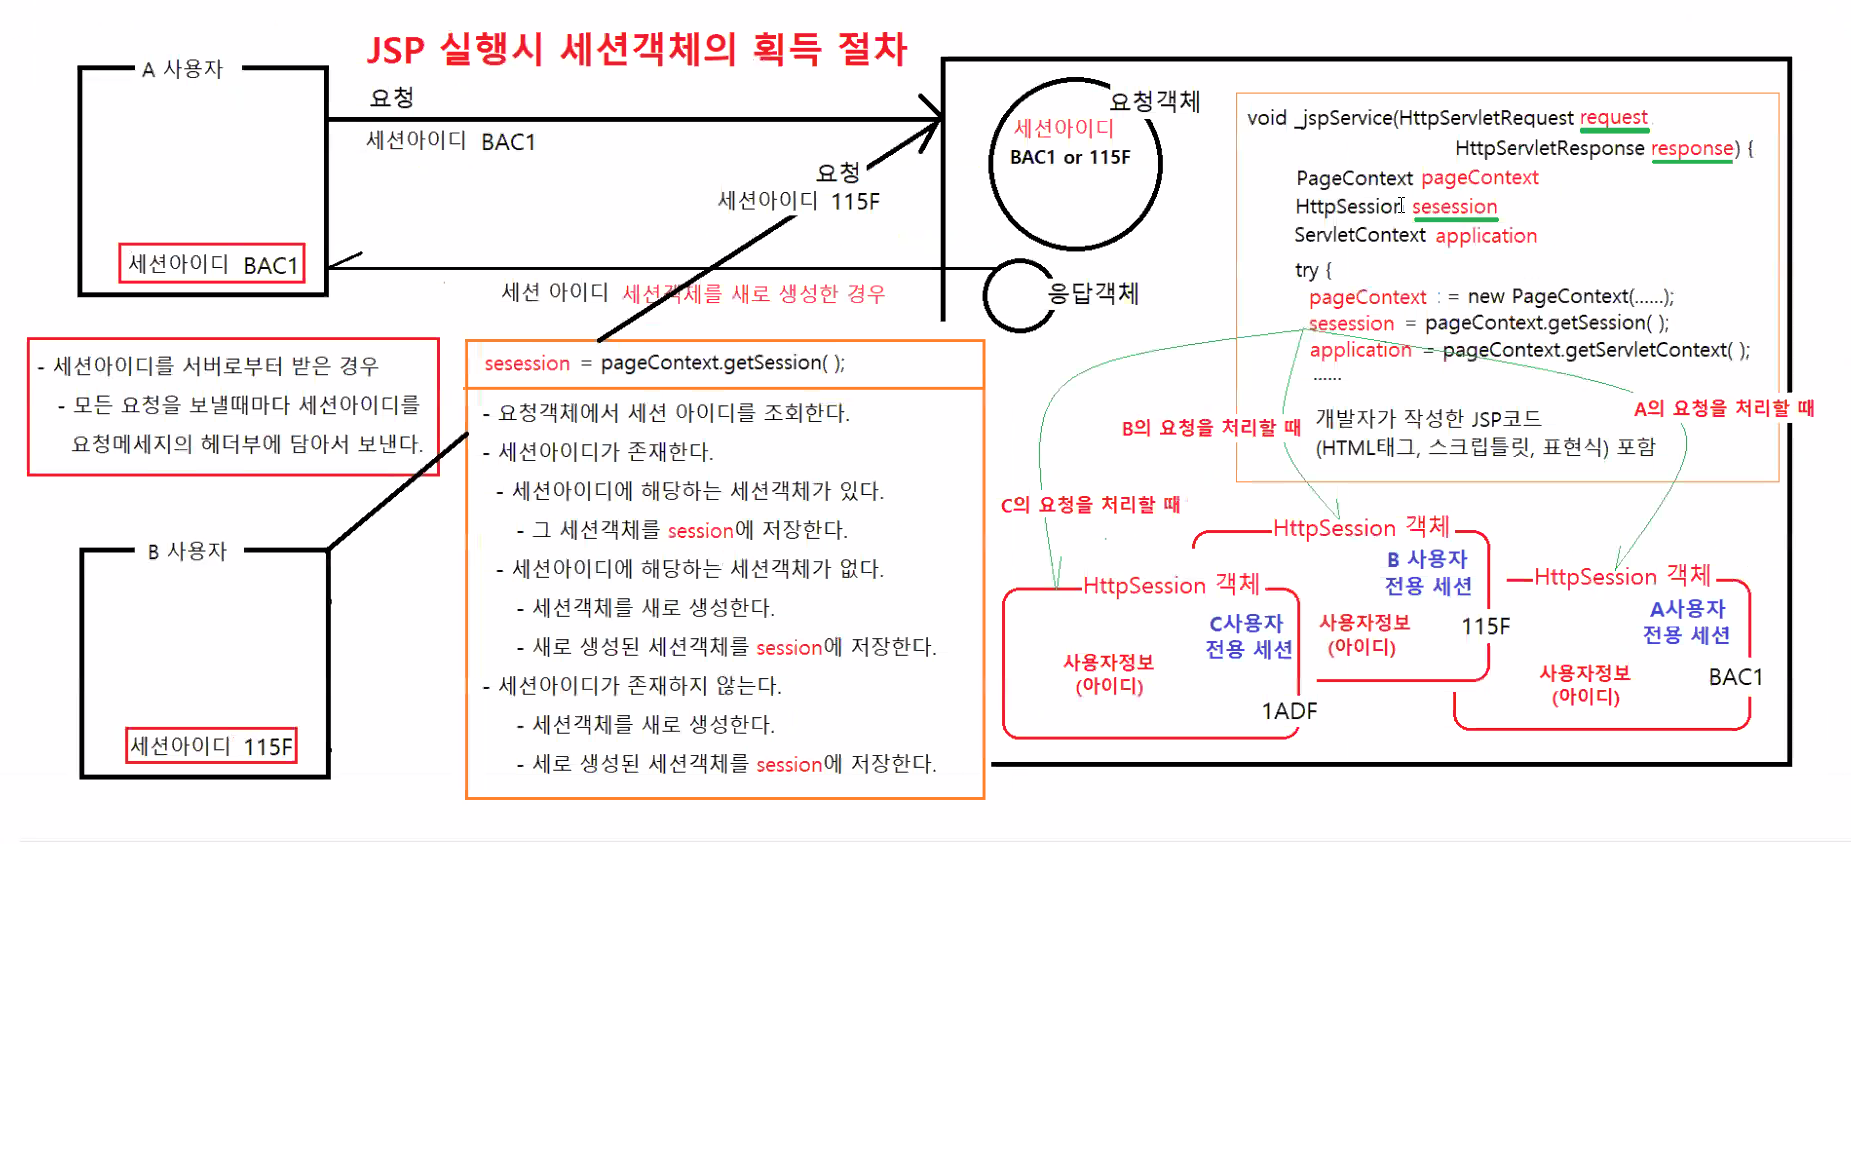 JSP 실행시 세션객체의 획득 절차
A 사용자
요청
세션아이디 BAC1
요청
세션아이디 115F
세션아이디 BAC1
세션 아이디 세션객체를 새로 생성한 경우
- 세션아이디를 서버로부터 받은 경우
- 모든 요청을 보낼때마다 세션아이디를
요청메세지의 헤더부에 담아서 보낸다.
B 사용자
세션아이디 115F
sesession = pageContext.getSession( );
- 요청객체에서 세션 아이디를 조회한다.
- 세션아이디가 존재한다.
- 세션아이디에 해당하는 세션객체가 있다.
- 그 세션객체를 session에 저장한다.
- 세션아이디에 해당하는 세션객체가 없다.
- 세션객체를 새로 생성한다.
- 새로 생성된 세션객체를 session에 저장한다.
- 세션아이디가 존재하지 않는다.
- 세션객체를 새로 생성한다.
- 세로 생성된 세션객체를 session에 저장한다.
요청객체
세션아이디
BAC1 or 115F
응답객체
void _jspService(HttpServletRequest request
HttpServletResponse response) {
PageContext pageContext
HttpSession sesession
ServletContext application
try {
pageContext : = new PageContext(......);
sesession = pageContext.getSession( );
application = pageContext.getServletContext( );
......
개발자가 작성한 JSP코드
(HTML태그, 스크립틀릿, 표현식) 포함
A의 요청을 처리할 때
B의 요청을 처리할 때
C의 요청을 처리할 때
HttpSession 객체
C사용자
전용 세션
사용자정보
(아이디)
1ADF
HttpSession 객체
B 사용자
전용 세션
사용자정보
(아이디)
115F
HttpSession 객체
A사용자
전용 세션
사용자정보
(아이디)
BAC1